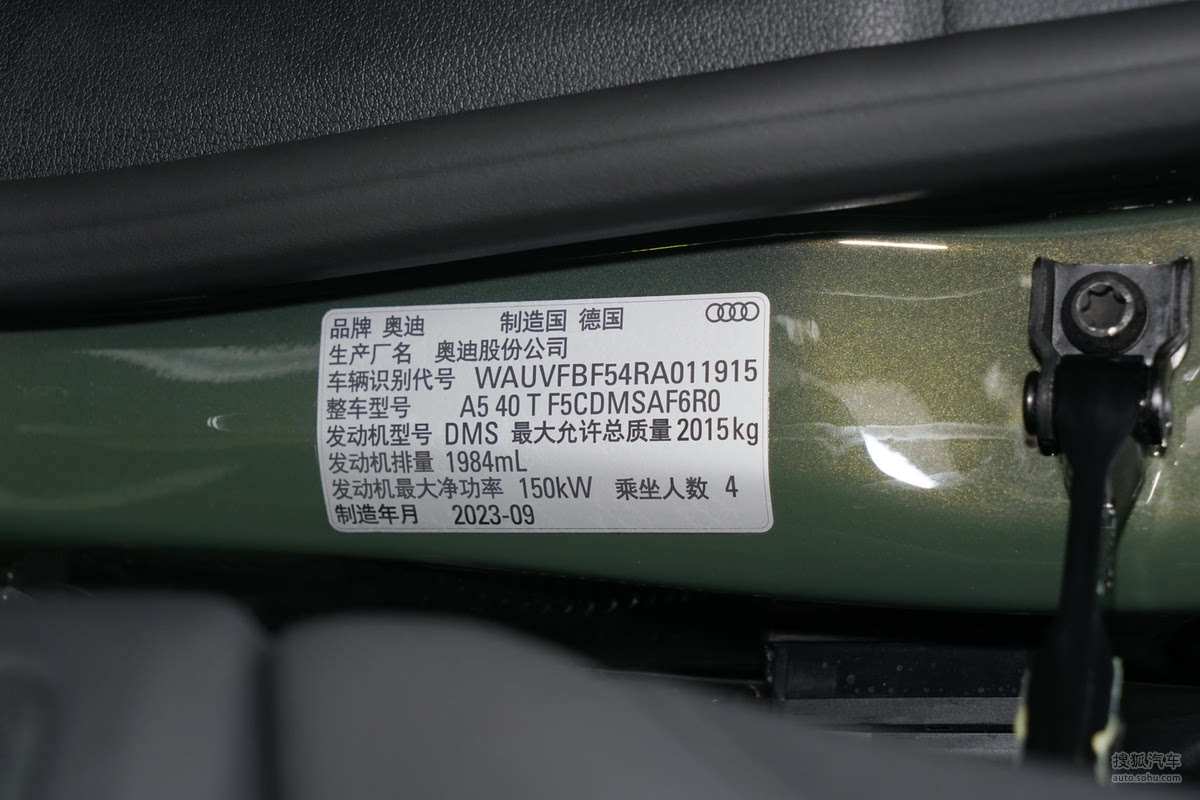 品牌 奥迪 制造国 德国
生产厂名 奥迪股份公司
车辆识别代号 WAUVFBF54RA011915
整车型号 A5 40 T F5CDMSAF6R0
发动机型号 DMS 最大允许总质量 2015kg
发动机排量 1984mL
发动机最大净功率 150kW 乘坐人数 4
制造年月 2023-09
搜狐汽车
auto.sohu.com